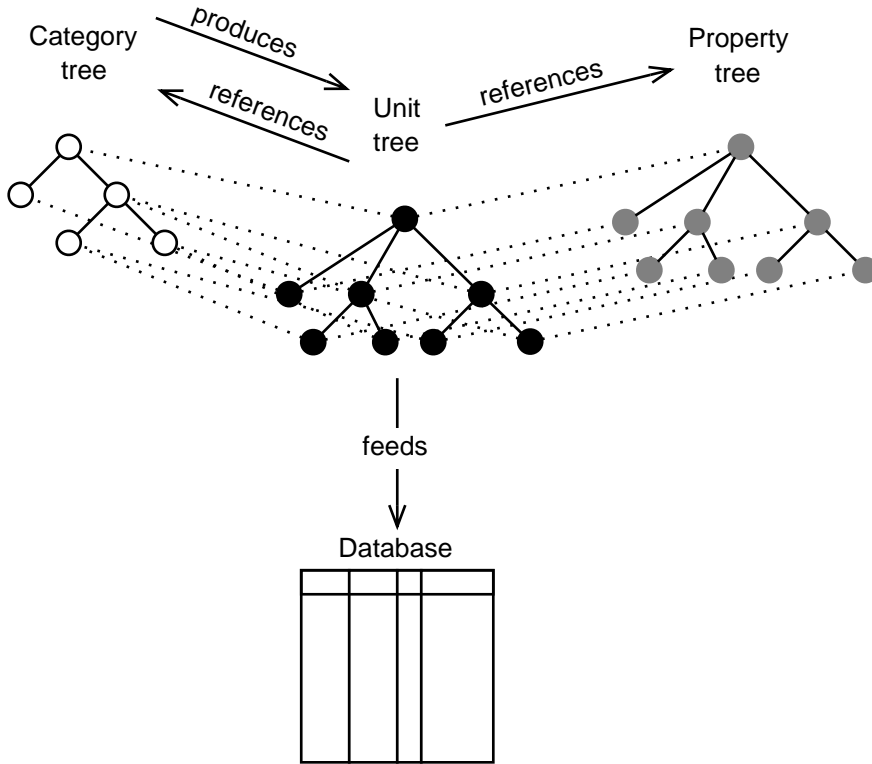 Category
tree
produces
references
Unit
tree
references
Property
tree
feeds
Database